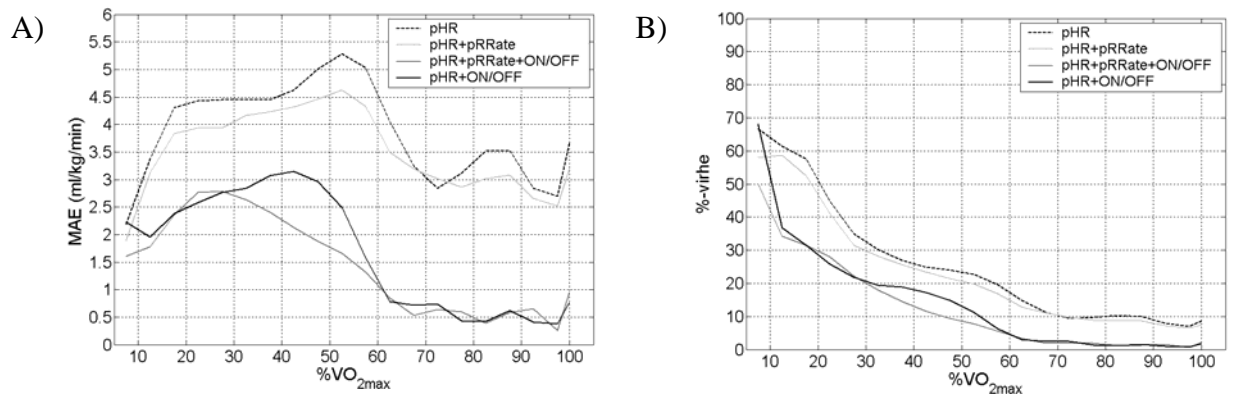 A)
6
5.5
5
4.5
4
3.5
3
2.5
2
1.5
1
0.5
0
MAE (ml/kg/min)
pHR
pHR+pRRate
pHR+pRRate+ON/OFF
pHR+ON/OFF
10 20 30 40 50 60 70 80 90 100
%VO2max
B)
100
90
80
70
60
50
40
30
20
10
0
%-virhe
pHR
pHR+pRRate
pHR+pRRate+ON/OFF
pHR+ON/OFF
10 20 30 40 50 60 70 80 90 100
%VO2max